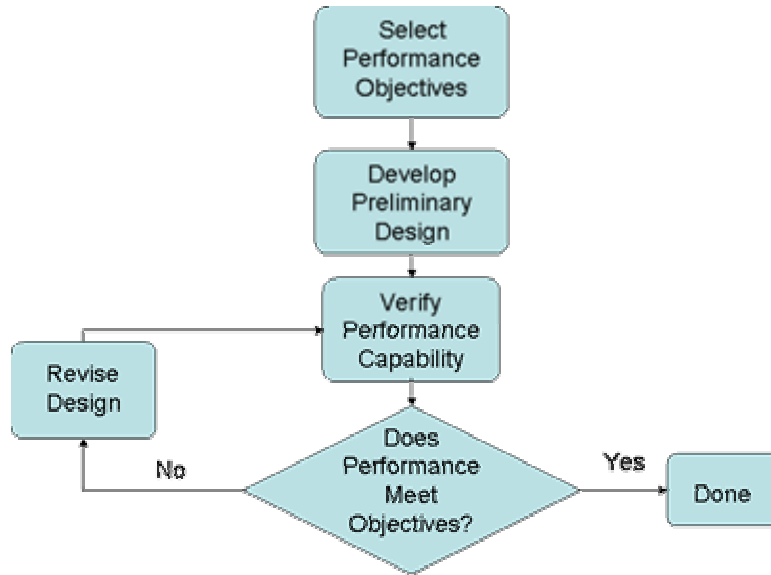 Select
Performance
Objectives
Develop
Preliminary
Design
Verify
Performance
Capability
Revise
Design
Does
Performance
Meet
Objectives?
No
Yes
Done